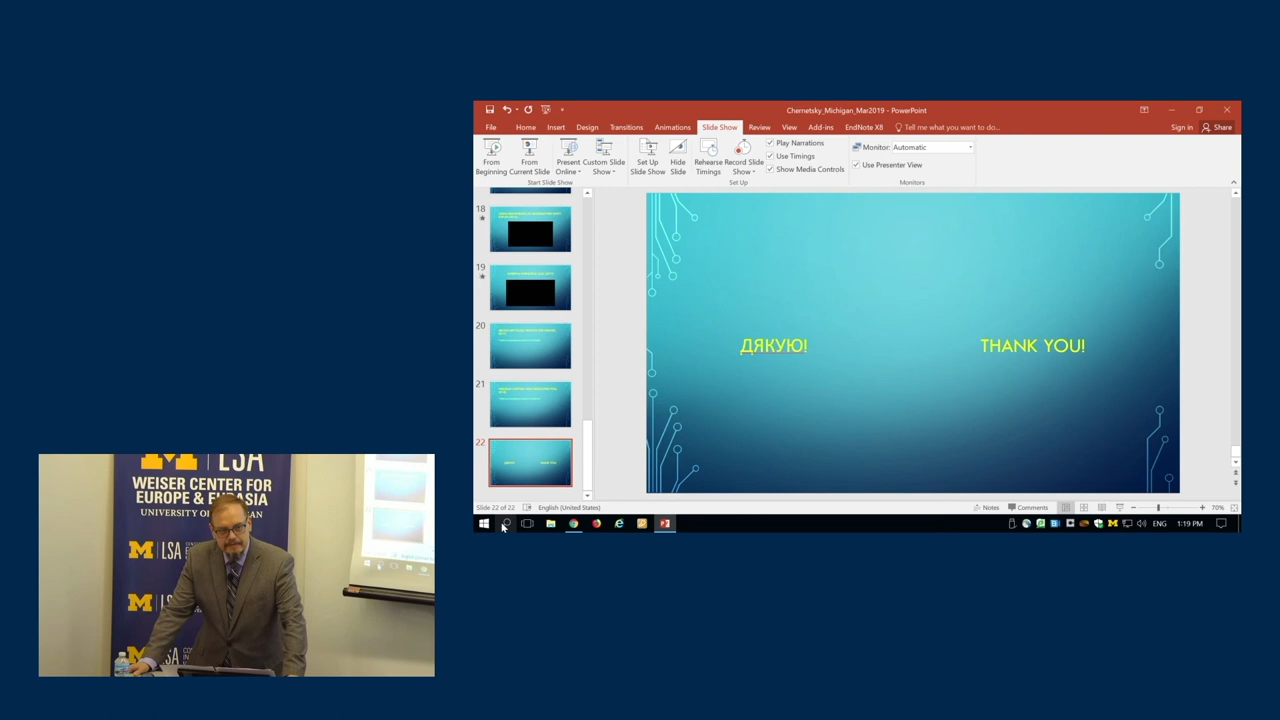 Chernetsky_Michigan_Mar2019 - PowerPoint
File Home Insert Design Transitions Animations Slide Show Review View Add-ins EndNote X8 Tell me what you want to do... Sign in Share
From Beginning
From Current Slide
Present Online
Custom Slide Show
Set Up Slide Show
Hide Slide
Rehearse Timings
Record Slide Show
Play Narrations
Use Timings
Show Media Controls
Monitor: Automatic
Use Presenter View
Start Slide Show Set Up Monitors
18
19
20
21
22
ДЯКУЮ! THANK YOU!
Slide 22 of 22 English (United States) Notes Comments 70%
ENG 1:19 PM
M LSA
WEISER CENTER FOR
EUROPE & EURASIA
M LSA
M
M